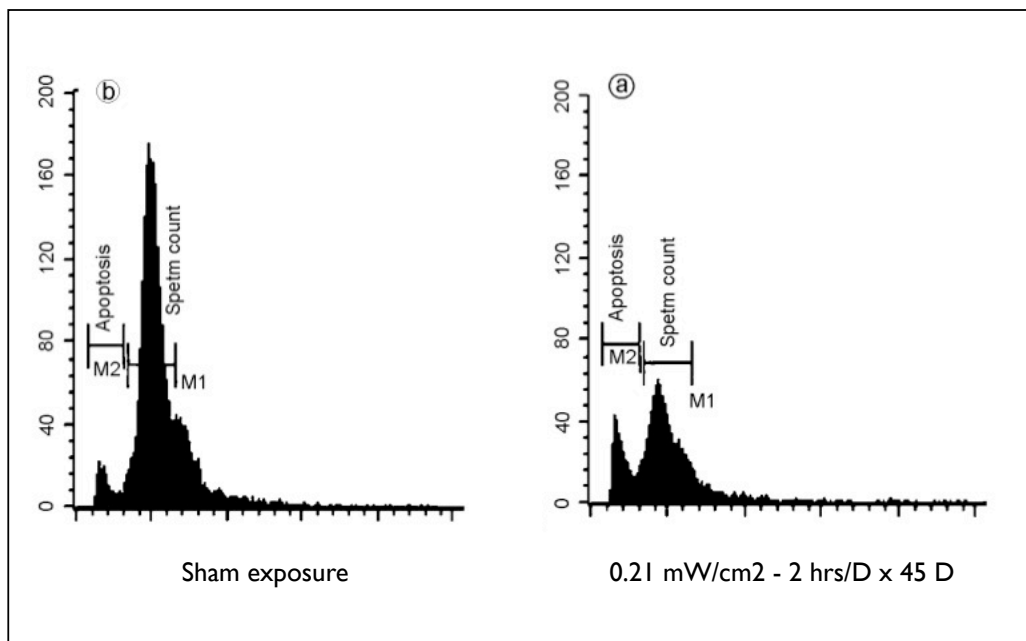 b
200
160
120
80
40
0
Apoptosis
Spetm count
M2
M1
Sham exposure
a
200
160
120
80
40
0
Apoptosis
Spetm count
M2
M1
0.21 mW/cm2 - 2 hrs/D x 45 D